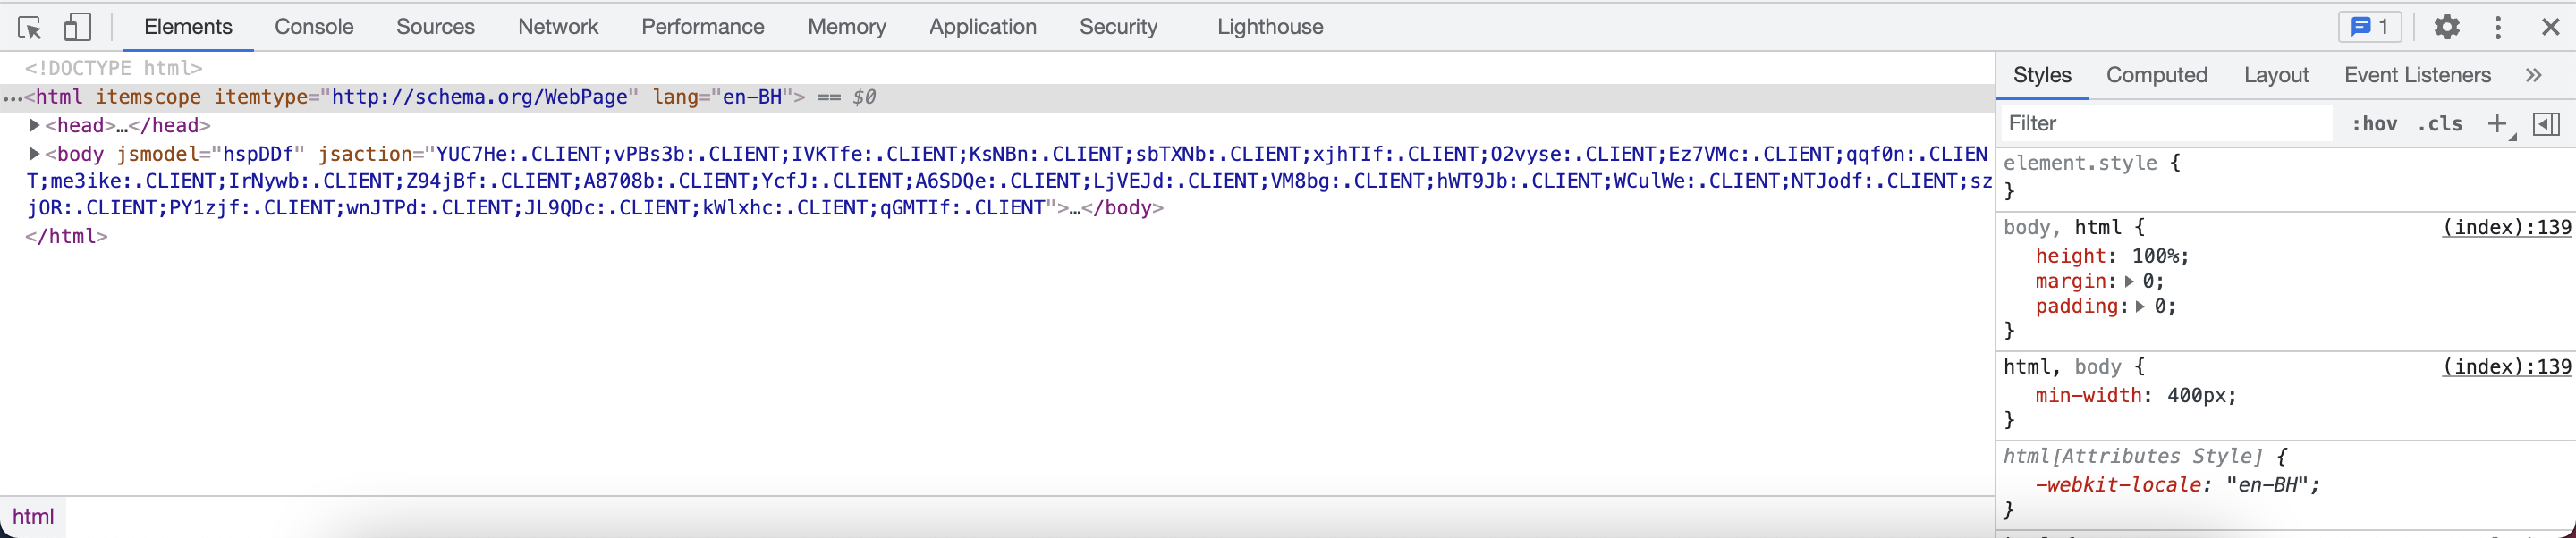 Elements Console Sources Network Performance Memory Application Security Lighthouse 1
<!DOCTYPE html>
…<html itemscope itemtype="http://schema.org/WebPage" lang="en-BH"> == $0
<head>…</head>
<body jsmodel="hspDDf" jsaction="YUC7He:.CLIENT;vPBs3b:.CLIENT;IVKTfe:.CLIENT;KsNBn:.CLIENT;sbTXNb:.CLIENT;xjhTIf:.CLIENT;O2vyse:.CLIENT;Ez7VMc:.CLIENT;qqf0n:.CLIEN
T;me3ike:.CLIENT;IrNywb:.CLIENT;Z94jBf:.CLIENT;A8708b:.CLIENT;YcfJ:.CLIENT;A6SDQe:.CLIENT;LjVEJd:.CLIENT;VM8bg:.CLIENT;hWT9Jb:.CLIENT;WCulWe:.CLIENT;NTJodf:.CLIENT;sz
jOR:.CLIENT;PY1zjf:.CLIENT;wnJTPd:.CLIENT;JL9QDc:.CLIENT;kWlxhc:.CLIENT;qGMTIf:.CLIENT">…</body>
</html>
html
Styles Computed Layout Event Listeners »
Filter :hov .cls +
element.style {
}
body, html { (index):139
height: 100%;
margin: 0;
padding: 0;
}
html, body { (index):139
min-width: 400px;
}
html[Attributes Style] {
-webkit-locale: "en-BH";
}